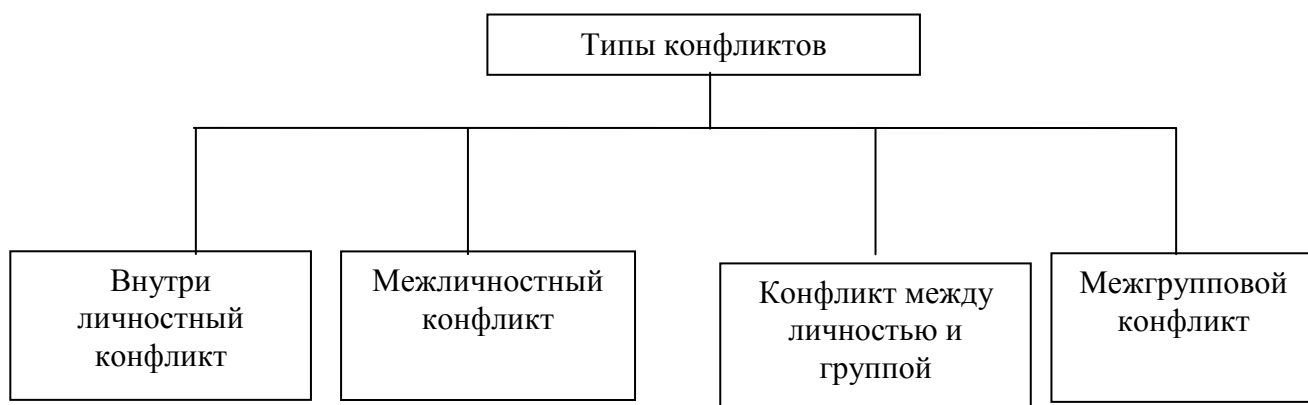 Типы конфликтов
Внутри
личностный
конфликт
Межличностный
конфликт
Конфликт между
личностью и
группой
Межгрупповой
конфликт